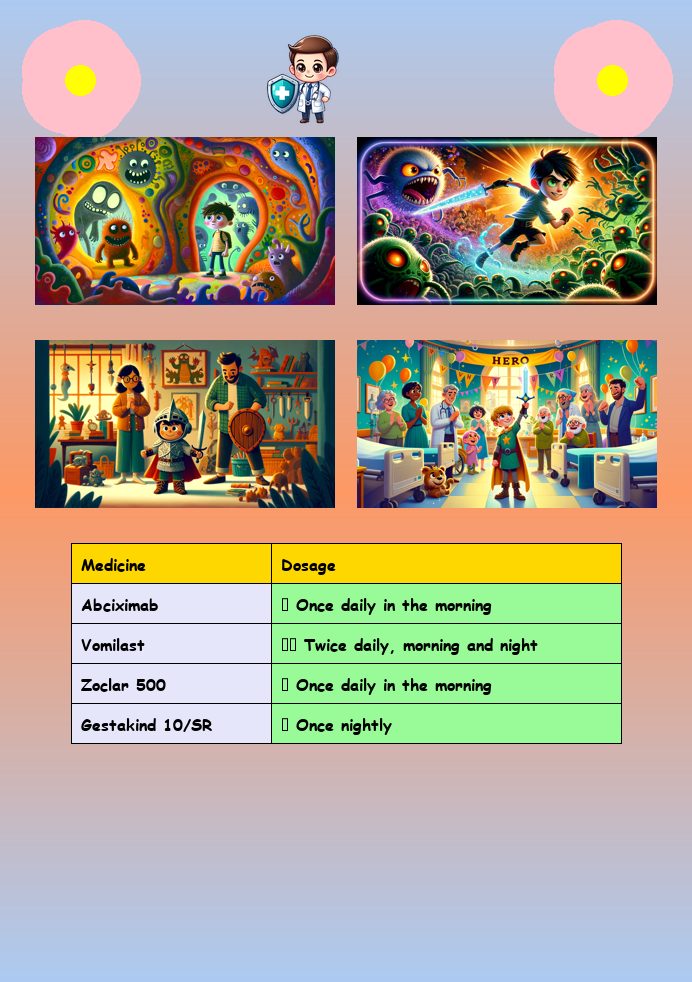 HERO
Medicine Dosage
Abciximab ▯ Once daily in the morning
Vomilast ▯▯ Twice daily, morning and night
Zoclar 500 ▯ Once daily in the morning
Gestakind 10/SR ▯ Once nightly